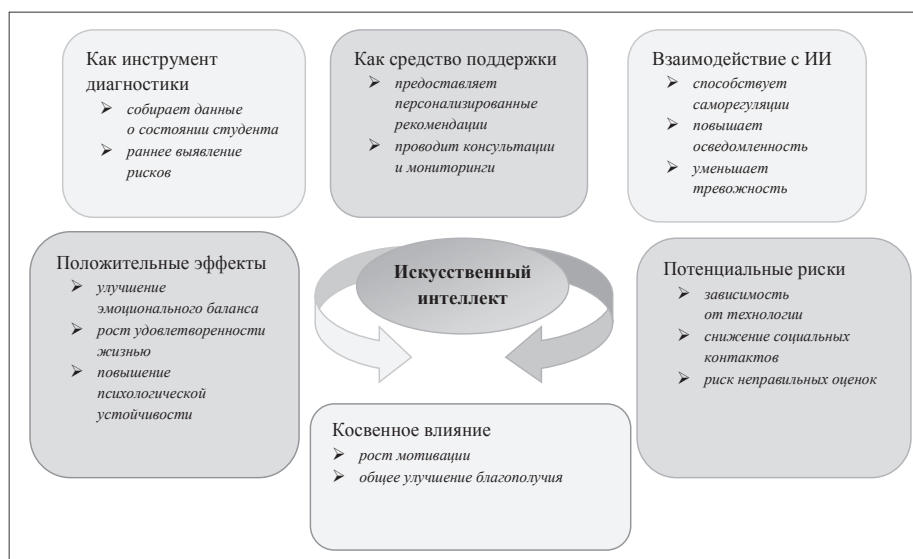 Как инструмент
диагностики
➢ собирает данные
о состоянии студента
➢ раннее выявление
рисков
Как средство поддержки
➢ предоставляет
персонализированные
рекомендации
➢ проводит консультации
и мониторинги
Взаимодействие с ИИ
➢ способствует
саморегуляции
➢ повышает
осведомленность
➢ уменьшает
тревожность
Положительные эффекты
➢ улучшение
эмоционального баланса
➢ рост удовлетворенности
жизнью
➢ повышение
психологической
устойчивости
Искусственный
интеллект
Потенциальные риски
➢ зависимость
от технологии
➢ снижение социальных
контактов
➢ риск неправильных оценок
Косвенное влияние
➢ рост мотивации
➢ общее улучшение благополучия